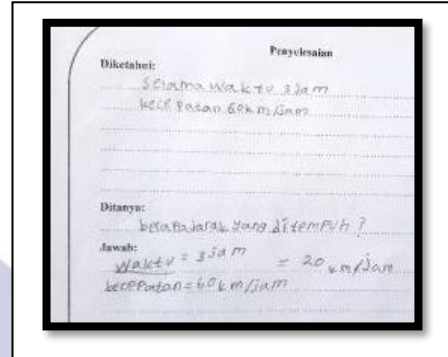 Penyelesaian
Diketahui:
Selama waktu 3 jam
kecepatan 60 km/jam
Ditanya:
berapa jarak yang ditempuh?
Jawab:
Waktu = 3 jam = 20 km/jam
kecepatan = 60 km/jam